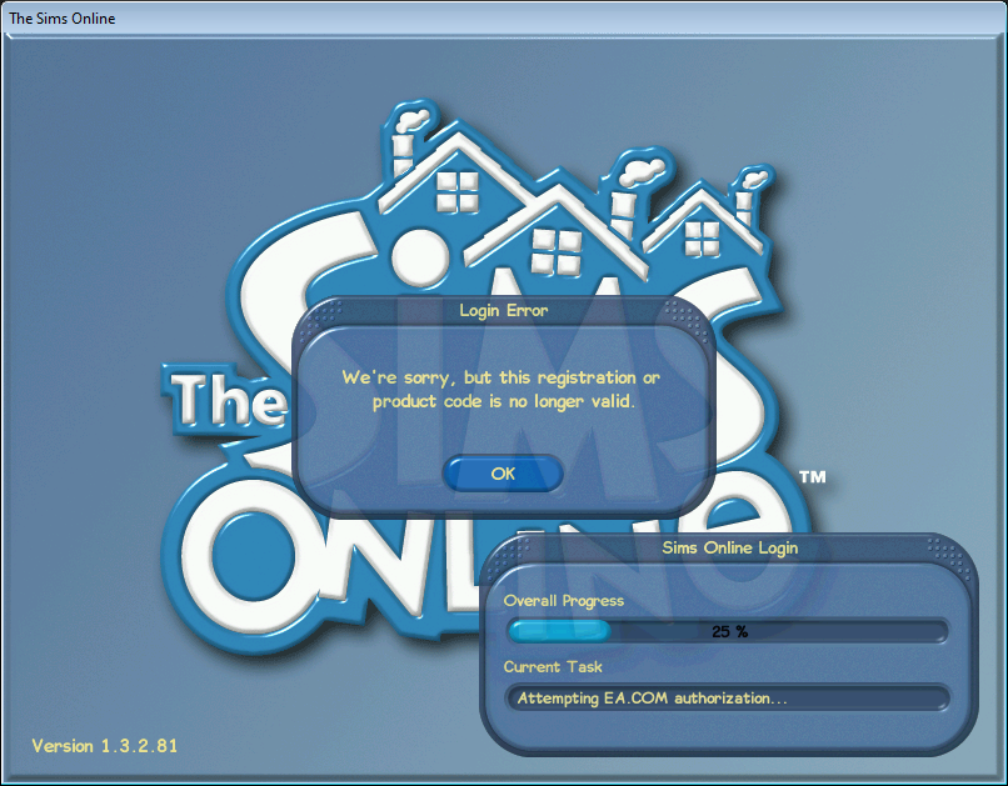 The Sims Online
The
SIMS
ONLINE
TM
Login Error
We're sorry, but this registration or
product code is no longer valid.
OK
Sims Online Login
Overall Progress
25 %
Current Task
Attempting EA.COM authorization...
Version 1.3.2.81